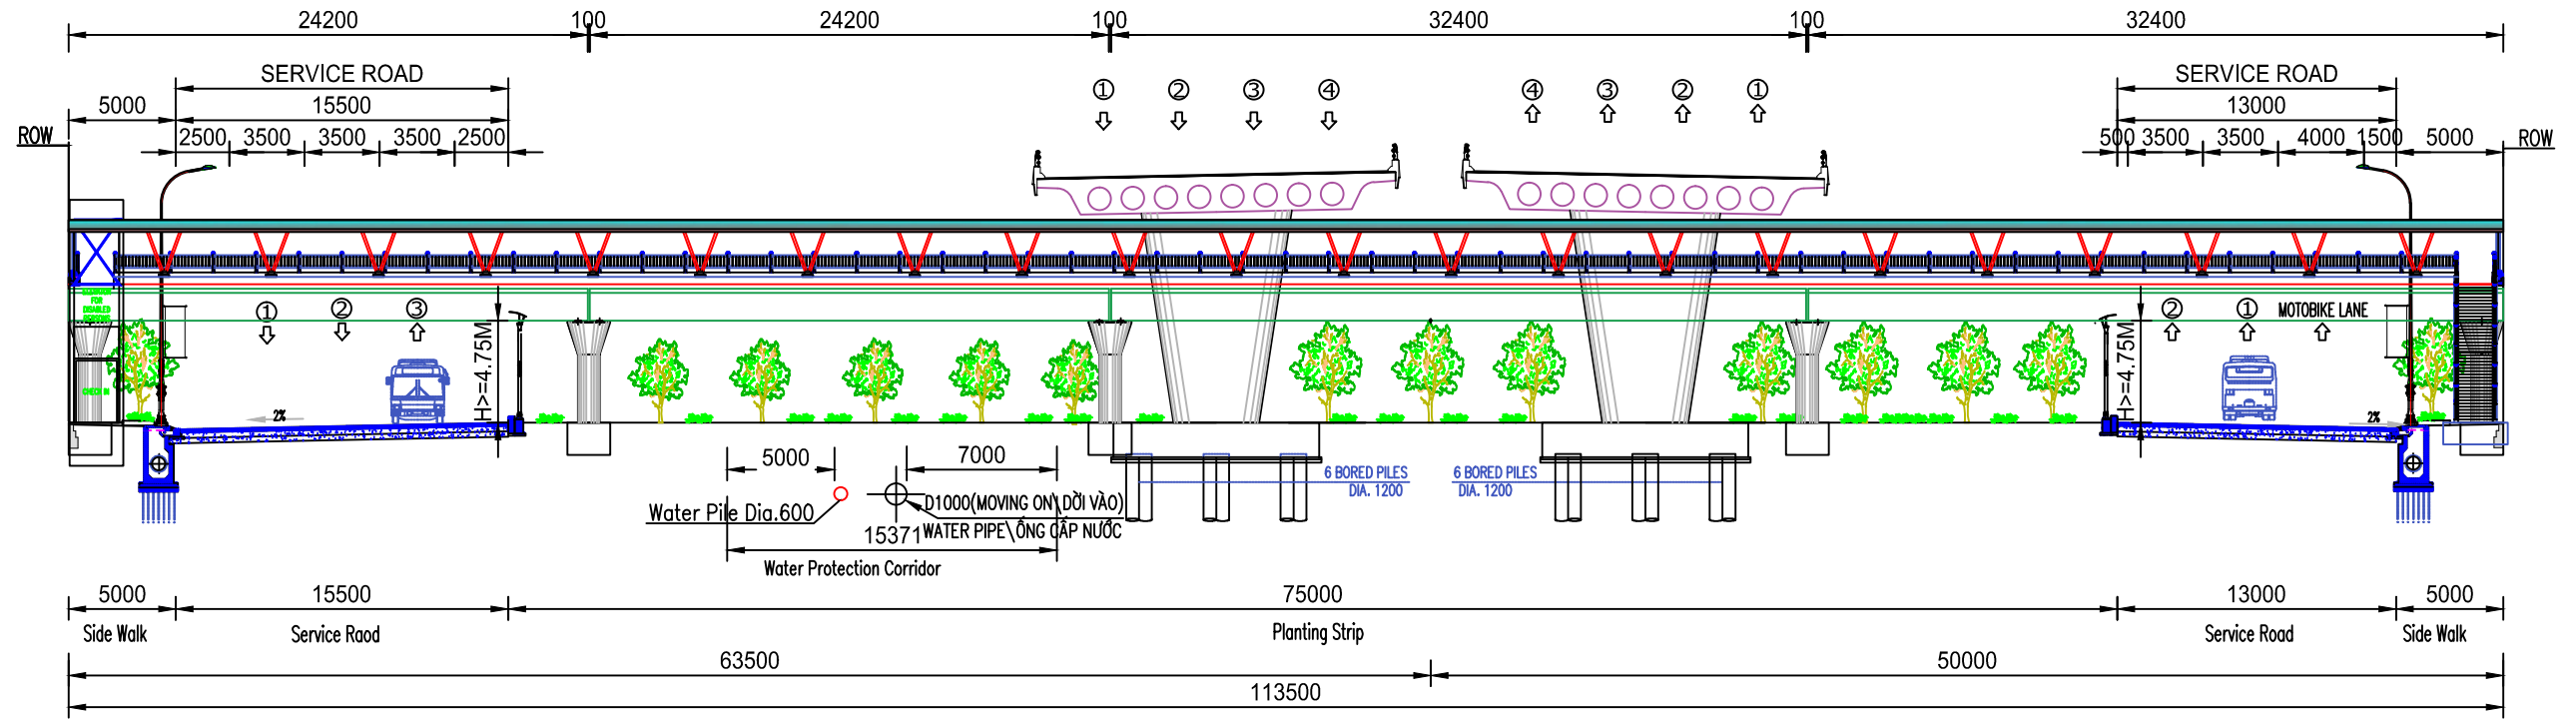 24200 100 24200 100 32400 100 32400
SERVICE ROAD SERVICE ROAD
① ② ③ ④ ④ ③ ② ①
5000 15500 13000
ROW 2500 3500 3500 3500 2500 500 3500 3500 4000 1500 5000 ROW
FOR
DISABLED
① ② ③ ② ① MOTOBIKE LANE
H>=4.75M H>=4.75M
CHECK IN
2% 2%
5000 7000
6 BORED PILES 6 BORED PILES
DIA. 1200 DIA. 1200
Water Pile Dia.600
D1000(MOVING ON\DỜI VÀO)
15371 WATER PIPE\ỐNG CẤP NƯỚC
Water Protection Corridor
5000 15500 75000 13000 5000
Side Walk Service Raod Planting Strip Service Road Side Walk
63500 50000
113500